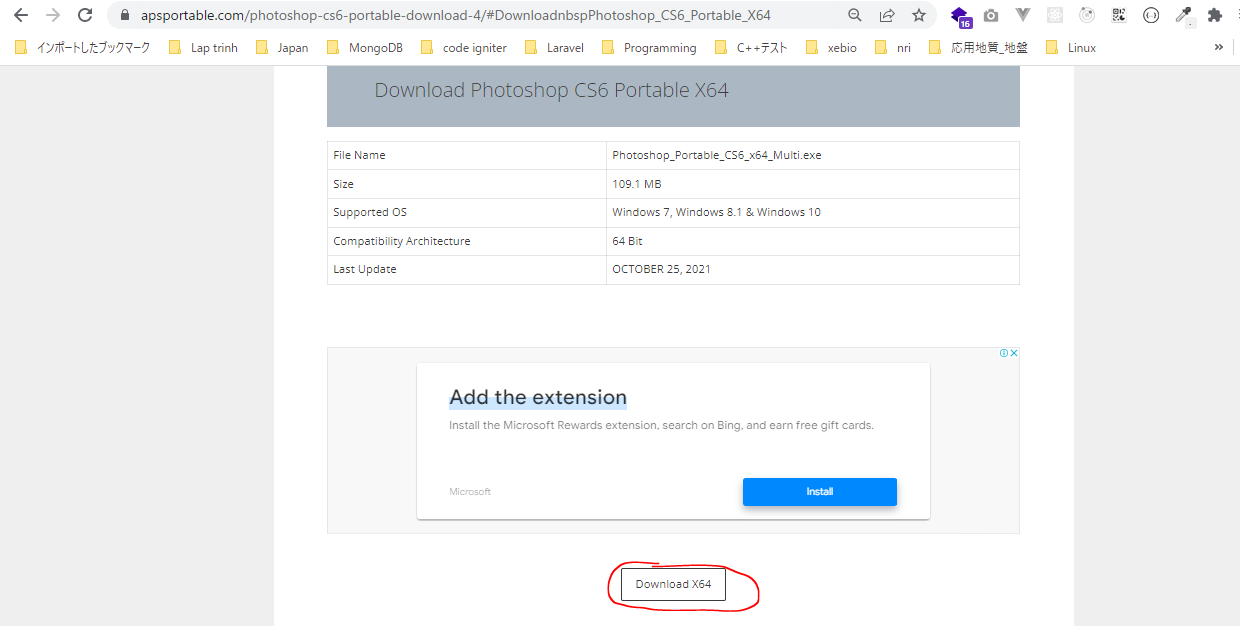 apsportable.com/photoshop-cs6-portable-download-4/#DownloadnbspPhotoshop_CS6_Portable_X64
16
インポートしたブックマーク Lap trinh Japan MongoDB code igniter Laravel Programming C++テスト xebio nri 応用地質_地盤 Linux »
Download Photoshop CS6 Portable X64
File Name Photoshop_Portable_CS6_x64_Multi.exe
Size 109.1 MB
Supported OS Windows 7, Windows 8.1 & Windows 10
Compatibility Architecture 64 Bit
Last Update OCTOBER 25, 2021
Add the extension
Install the Microsoft Rewards extension, search on Bing, and earn free gift cards.
Microsoft Install
Download X64